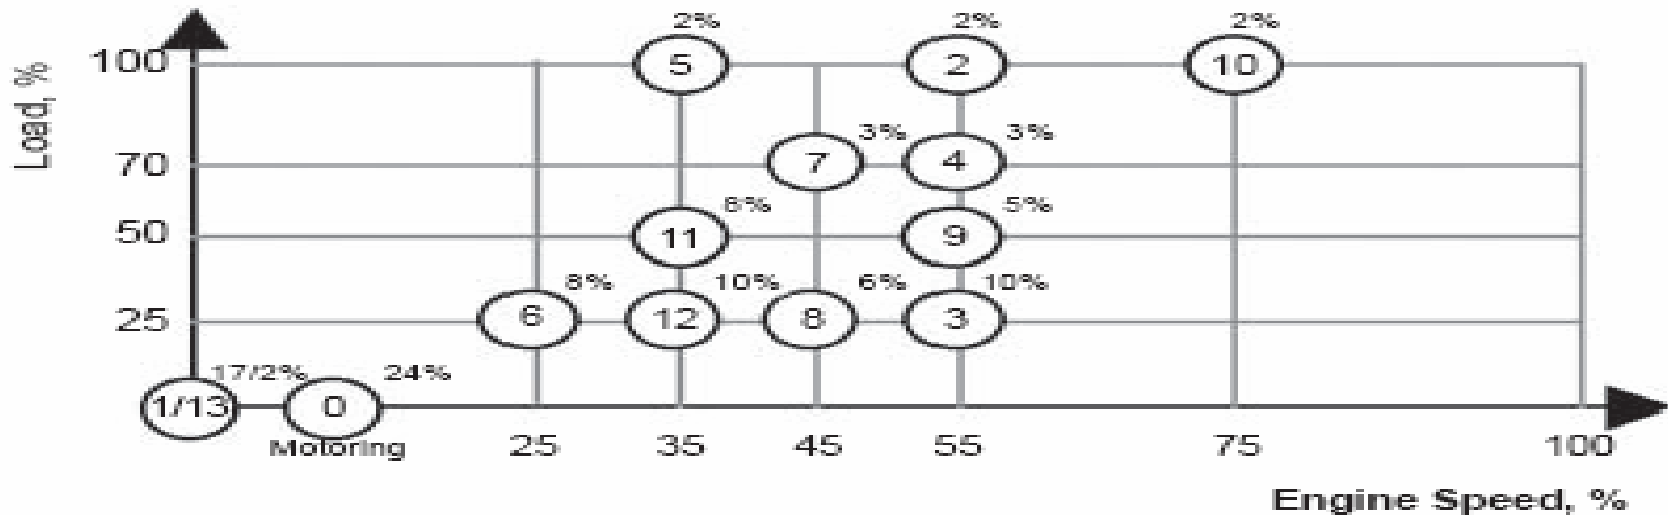 2% 2% 2%
100 5 2 10
Load, %
3% 3%
70 7 4
8% 5%
50 11 9
8% 10% 6% 10%
25 6 12 8 3
17/2% 24%
1/13 0
Motoring 25 35 45 55 75 100
Engine Speed, %